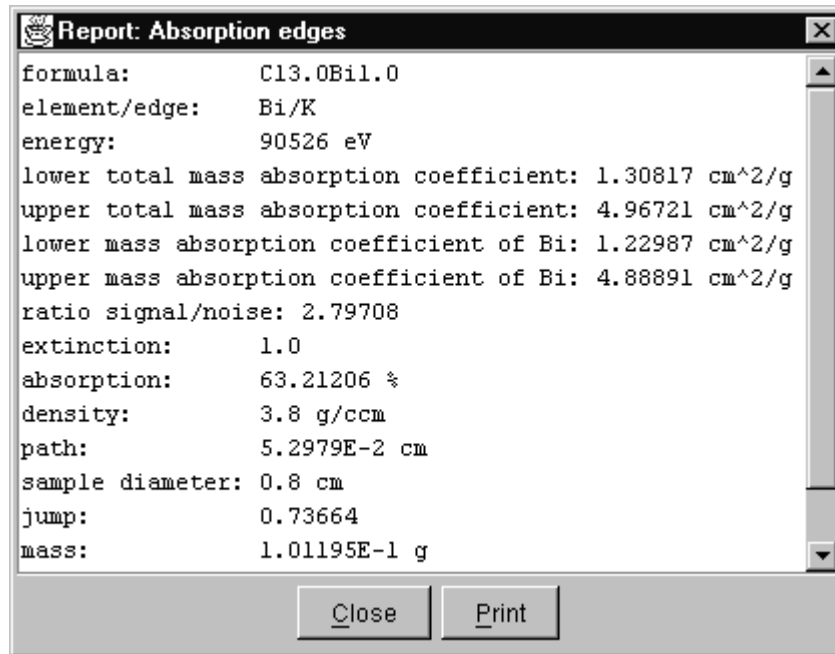 Report: Absorption edges
formula: Cl3.0Bi1.0
element/edge: Bi/K
energy: 90526 eV
lower total mass absorption coefficient: 1.30817 cm^2/g
upper total mass absorption coefficient: 4.96721 cm^2/g
lower mass absorption coefficient of Bi: 1.22987 cm^2/g
upper mass absorption coefficient of Bi: 4.88891 cm^2/g
ratio signal/noise: 2.79708
extinction: 1.0
absorption: 63.21206 %
density: 3.8 g/ccm
path: 5.2979E-2 cm
sample diameter: 0.8 cm
jump: 0.73664
mass: 1.01195E-1 g
Close Print